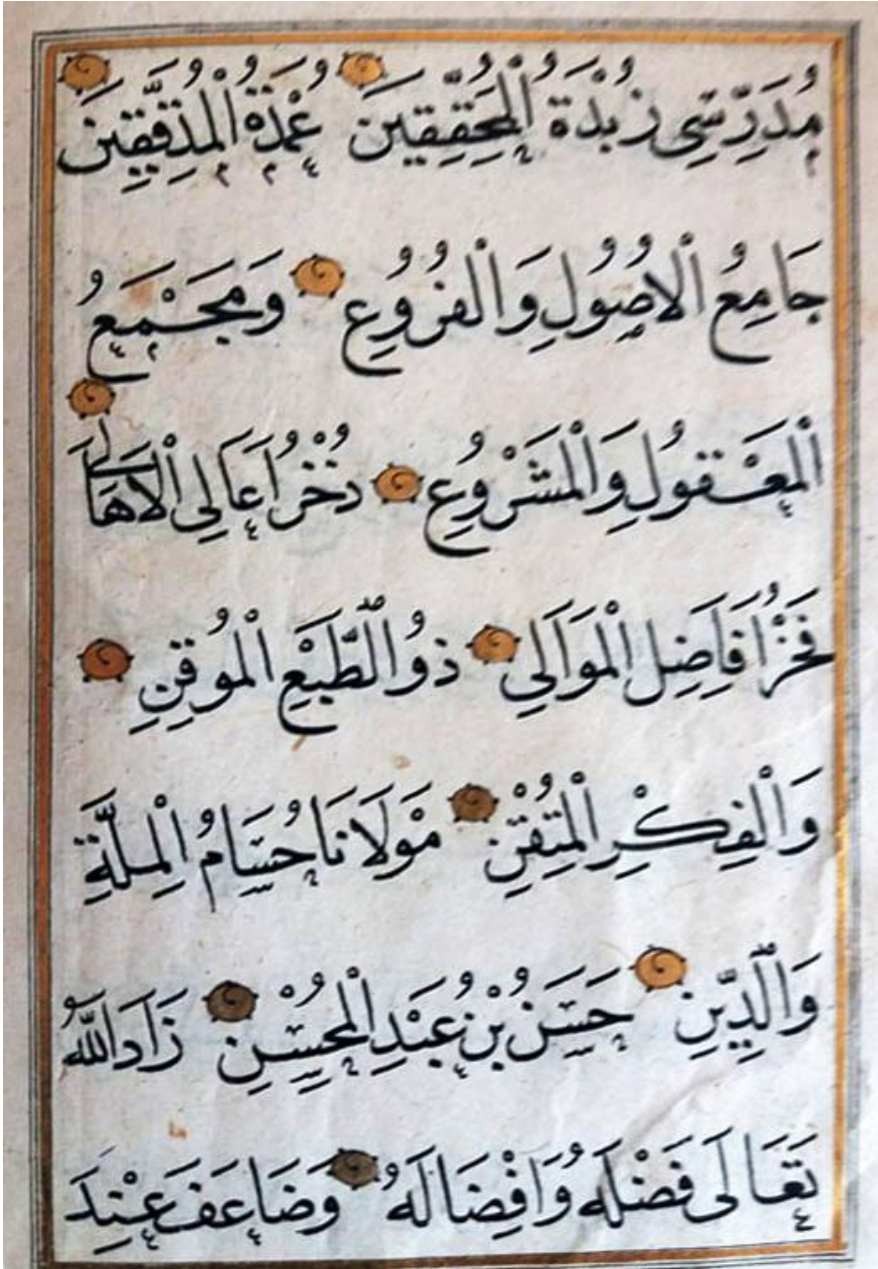 مُدَرِّسِى زُبْدَةُ الْمُحَقِّقِينَ عُمْدَةُ الْمُدَقِّقِينَ
جَامِعُ الْاُصُولِ وَالْفُرُوعِ وَمَجْمَعُ
الْمَعْقُولِ وَالْمَشْرُوعِ ذُخْرُ اَعَالِى الْاَهَالِى
فَخْرُ اَفَاضِلِ الْمَوَالِى ذُو الطَّبْعِ الْمُوقِنِ
وَالْفِكْرِ الْمُتْقِنِ مَوْلَانَا حُسَامُ الْمِلَّةِ
وَالدِّينِ حَسَنُ بْنُ عَبْدِ الْمُحْسِنِ زَادَ اللّٰهُ
تَعَالَى فَضْلَهُ وَاِفْضَالَهُ وَضَاعَفَ عِنْدَ